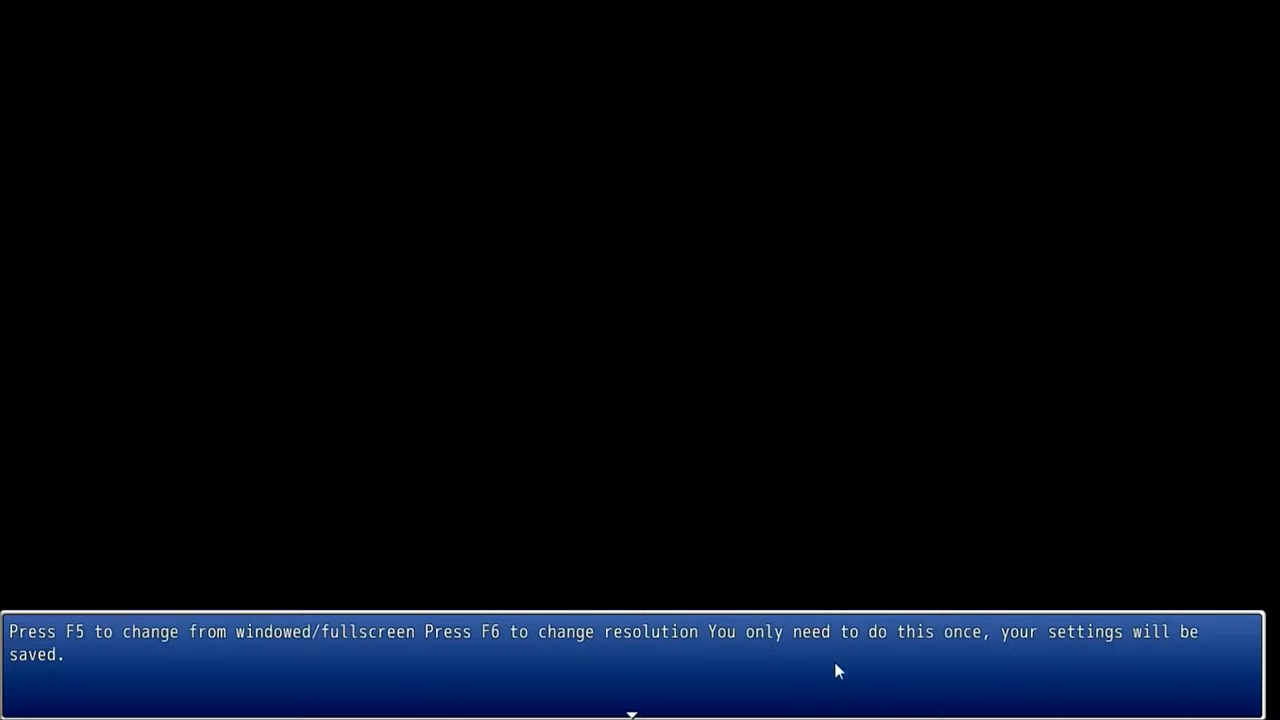 Press F5 to change from windowed/fullscreen Press F6 to change resolution You only need to do this once, your settings will be
saved.